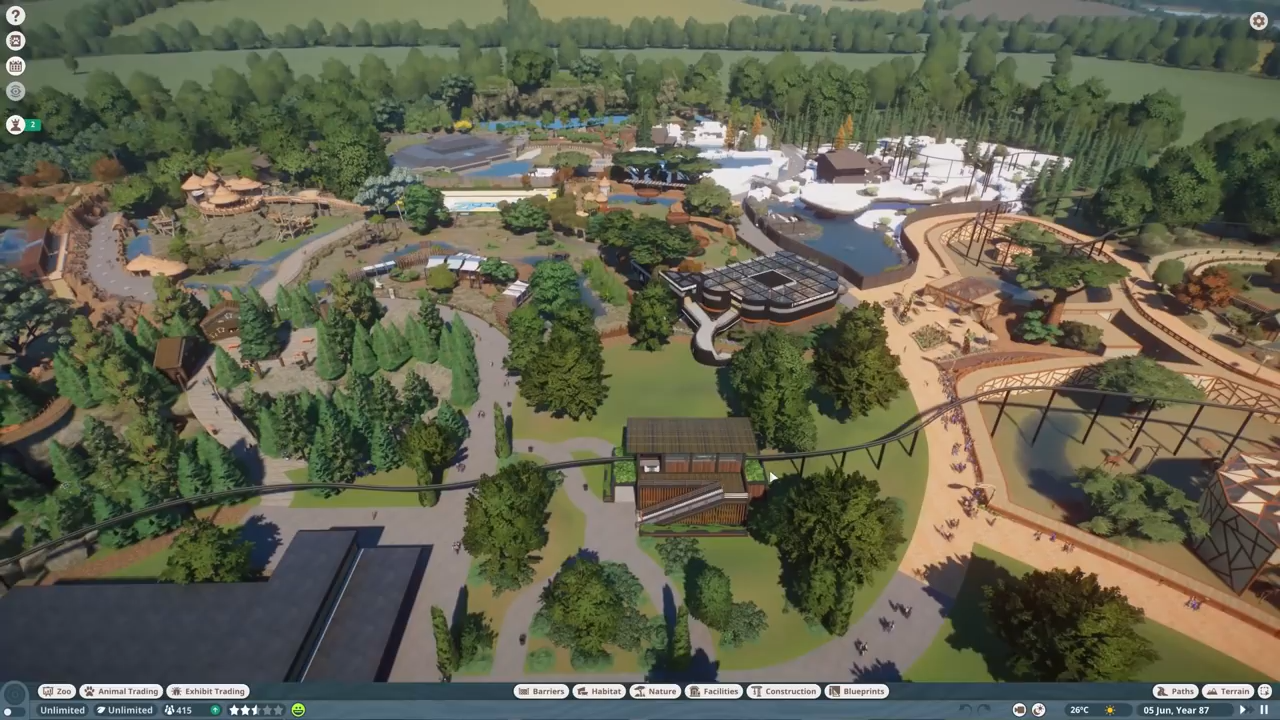 ?
2
Zoo Animal Trading Exhibit Trading Barriers Habitat Nature Facilities Construction Blueprints Paths Terrain
Unlimited Unlimited 415 26°C 05 Jun, Year 87